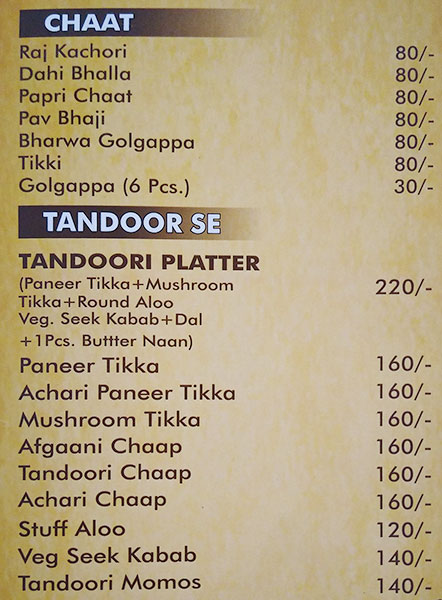 CHAAT
Raj Kachori 80/-
Dahi Bhalla 80/-
Papri Chaat 80/-
Pav Bhaji 80/-
Bharwa Golgappa 80/-
Tikki 80/-
Golgappa (6 Pcs.) 30/-
TANDOOR SE
TANDOORI PLATTER
(Paneer Tikka+Mushroom 220/-
Tikka+Round Aloo
Veg. Seek Kabab+Dal
+1Pcs. Buttter Naan)
Paneer Tikka 160/-
Achari Paneer Tikka 160/-
Mushroom Tikka 160/-
Afgaani Chaap 160/-
Tandoori Chaap 160/-
Achari Chaap 160/-
Stuff Aloo 120/-
Veg Seek Kabab 140/-
Tandoori Momos 140/-